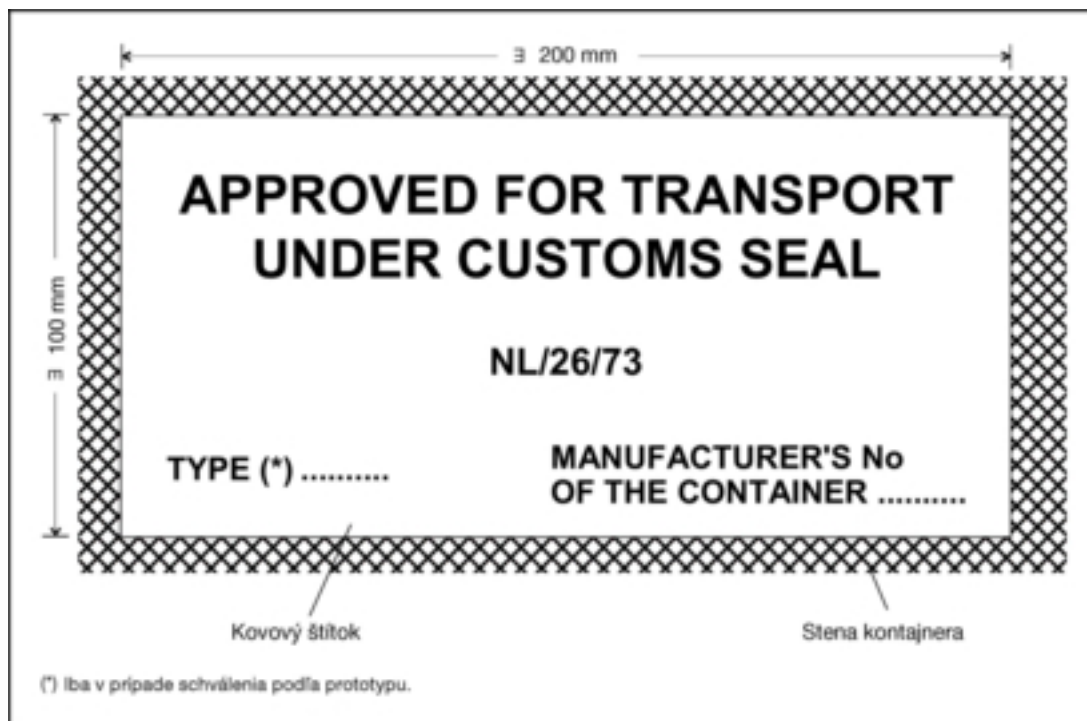 ∃ 200 mm
∃ 100 mm
APPROVED FOR TRANSPORT
UNDER CUSTOMS SEAL
NL/26/73
TYPE (*) ..........
MANUFACTURER'S No
OF THE CONTAINER ..........
Kovový štítok
Stena kontajnera
(*) Iba v prípade schválenia podľa prototypu.